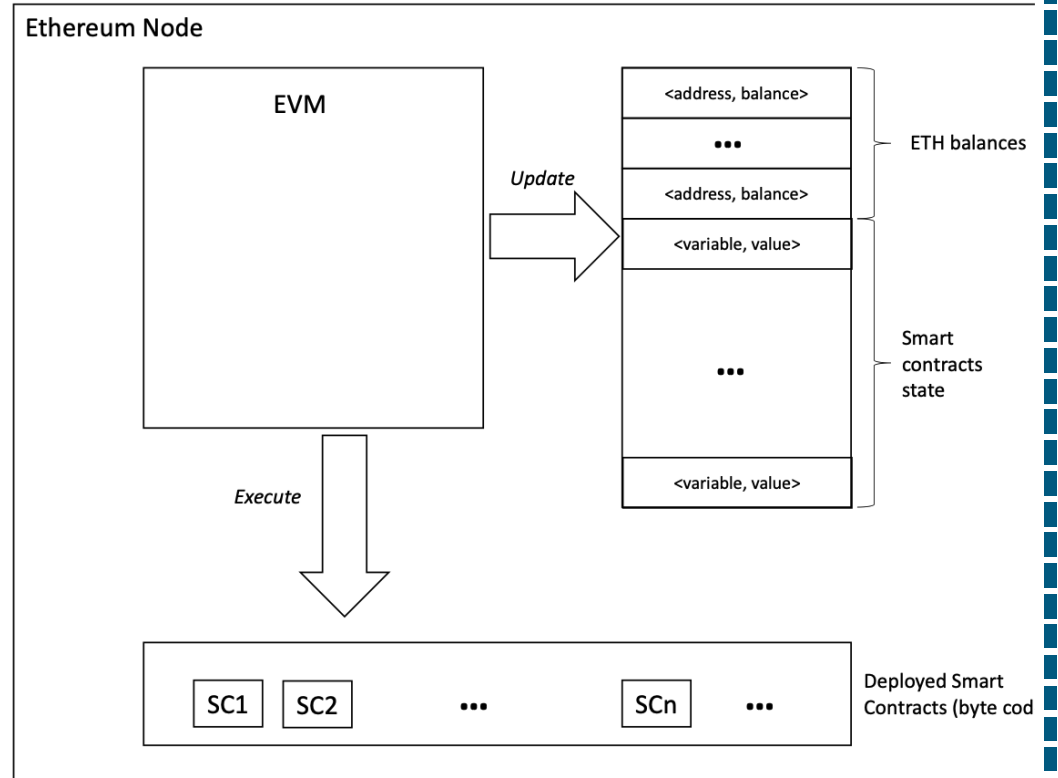 Ethereum Node
EVM
Update
<address, balance>
...
<address, balance>
<variable, value>
...
<variable, value>
ETH balances
Smart
contracts
state
Execute
SC1
SC2
...
SCn
...
Deployed Smart
Contracts (byte cod